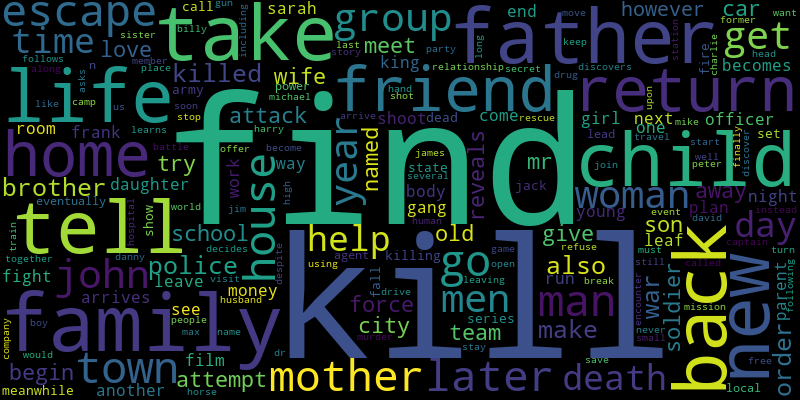 escape
time
love
sister
billy
call
gun
sarah
including
take
group
meet
end
last
story
party
long
father
move
however
car
former
want
keep
head
station
fire
charlie
get
becomes
life
follows
along
asks
member
place
n
killed
army
soon
power
wife
king
relationship
secret
drug
discovers
friend
return
like
camp
us
michael
hand
shot
upon
home
room
frank
learns
stop
attack
harry
year
named
arrive
shoot
dead
come
rescue
girl
next
mike
officer
finally
discover
battle
try
offer
become
way
find
james
state
several
reveals
mr
lead
one
travel
start
set
join
well
peter
child
brother
daughter
work
high
house
body
gang
jack
young
woman
away
night
eventually
world
jim
human
plan
event
david
instead
tell
train
hospital
show
school
decides
help
old
game
give
refuse
son
leaf
must
captain
day
together
danny
despite
killing
go
open
also
still
called
turn
fight
john
police
leave
visit
using
agent
fall
leaving
men
run
break
man
war
soldier
back
encounter
mission
new
parent
following
order
arrives
money
husband
force
drive
series
make
never
small
family
see
people
boy
max
name
kill
murder
city
team
company
would
town
film
dr
stay
save
free
begin
meanwhile
another
attempt
horse
mother
later
death
local